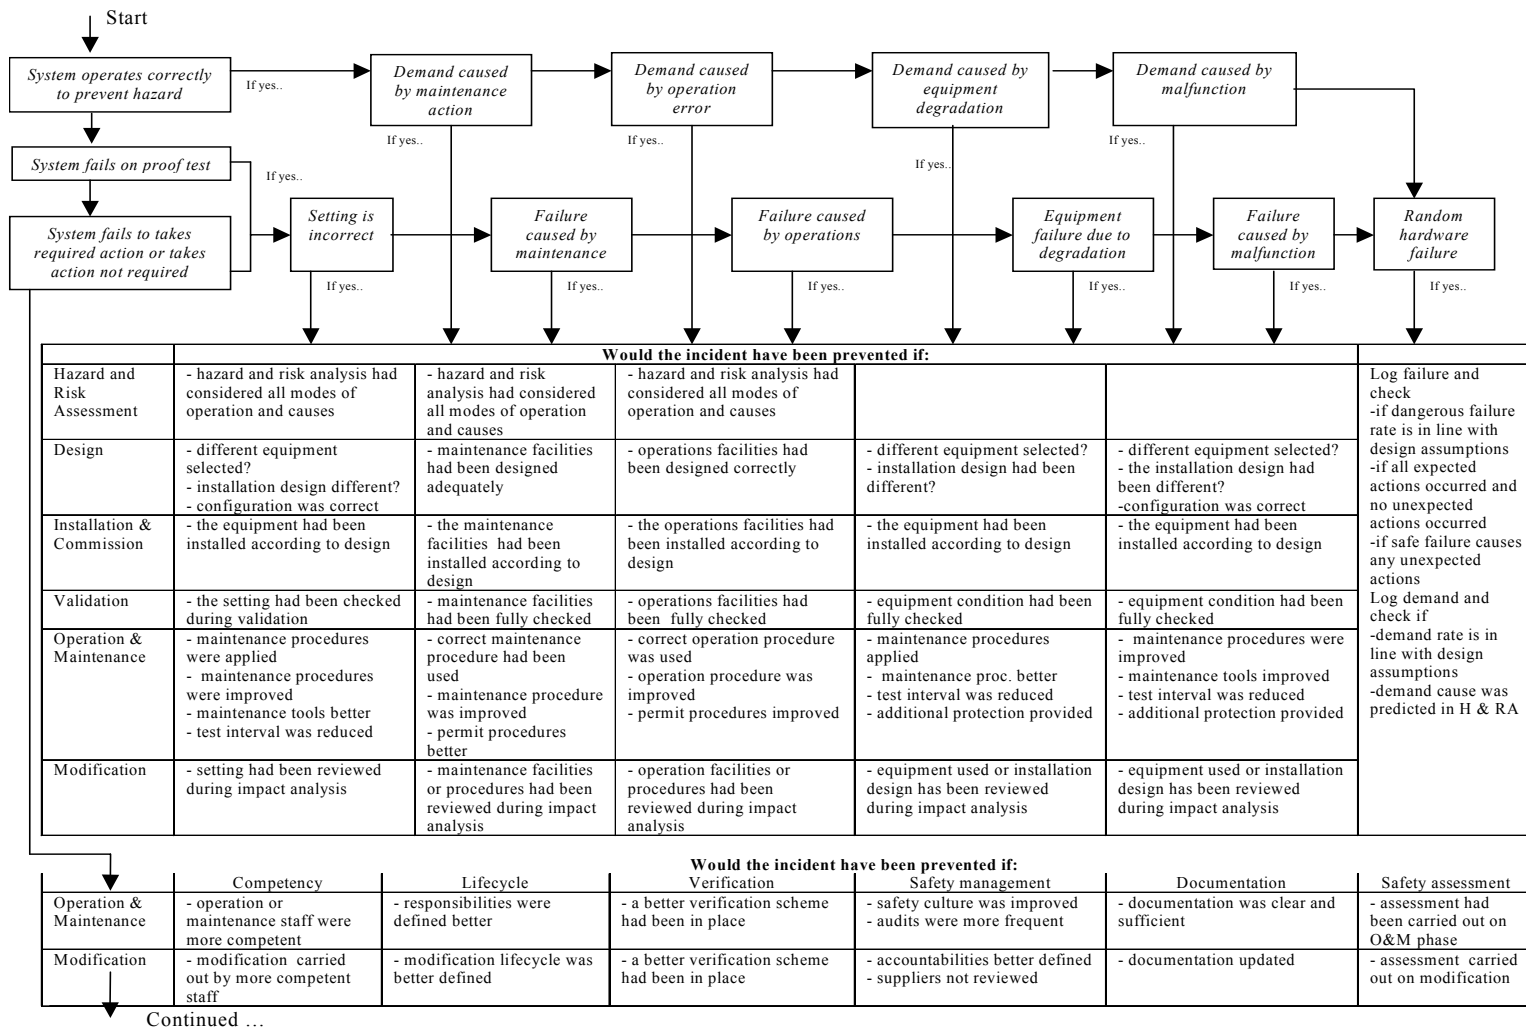 Start
System operates correctly
to prevent hazard
If yes..
Demand caused
by maintenance
action
If yes..
Demand caused
by operation
error
If yes..
Demand caused by
equipment
degradation
If yes..
Demand caused by
malfunction
If yes..
System fails on proof test
If yes..
System fails to takes
required action or takes
action not required
Setting is
incorrect
If yes..
Failure
caused by
maintenance
If yes..
Failure caused
by operations
If yes..
Equipment
failure due to
degradation
If yes..
Failure
caused by
malfunction
If yes..
Random
hardware
failure
If yes..
Would the incident have been prevented if:
Hazard and
Risk
Assessment
- hazard and risk analysis had
considered all modes of
operation and causes
- hazard and risk
analysis had considered
all modes of operation
and causes
- hazard and risk analysis had
considered all modes of
operation and causes
Log failure and
check
-if dangerous failure
rate is in line with
design assumptions
-if all expected
actions occurred and
no unexpected
actions occurred
-if safe failure causes
any unexpected
actions
Log demand and
check if
-demand rate is in
line with design
assumptions
-demand cause was
predicted in H & RA
Design
- different equipment
selected?
- installation design different?
- configuration was correct
- maintenance facilities
had been designed
adequately
- operations facilities had
been designed correctly
- different equipment selected?
- installation design had been
different?
- different equipment selected?
- the installation design had
been different?
-configuration was correct
Installation &
Commission
- the equipment had been
installed according to design
- the maintenance
facilities had been
installed according to
design
- the operations facilities had
been installed according to
design
- the equipment had been
installed according to design
- the equipment had been
installed according to design
Validation
- the setting had been checked
during validation
- maintenance facilities
had been fully checked
- operations facilities had
been fully checked
- equipment condition had been
fully checked
- equipment condition had been
fully checked
Operation &
Maintenance
- maintenance procedures
were applied
- maintenance procedures
were improved
- maintenance tools better
- test interval was reduced
- correct maintenance
procedure had been
used
- maintenance procedure
was improved
- permit procedures
better
- correct operation procedure
was used
- operation procedure was
improved
- permit procedures improved
- maintenance procedures
applied
- maintenance proc. better
- test interval was reduced
- additional protection provided
- maintenance procedures were
improved
- maintenance tools improved
- test interval was reduced
- additional protection provided
Modification
- setting had been reviewed
during impact analysis
- maintenance facilities
or procedures had been
reviewed during impact
analysis
- operation facilities or
procedures had been
reviewed during impact
analysis
- equipment used or installation
design has been reviewed
during impact analysis
- equipment used or installation
design has been reviewed
during impact analysis
Would the incident have been prevented if:
Competency
Lifecycle
Verification
Safety management
Documentation
Safety assessment
Operation &
Maintenance
- operation or
maintenance staff were
more competent
- responsibilities were
defined better
- a better verification scheme
had been in place
- safety culture was improved
- audits were more frequent
- documentation was clear and
sufficient
- assessment had
been carried out on
O&M phase
Modification
- modification carried
out by more competent
staff
- modification lifecycle was
better defined
- a better verification scheme
had been in place
- accountabilities better defined
- suppliers not reviewed
- documentation updated
- assessment carried
out on modification
Continued ...